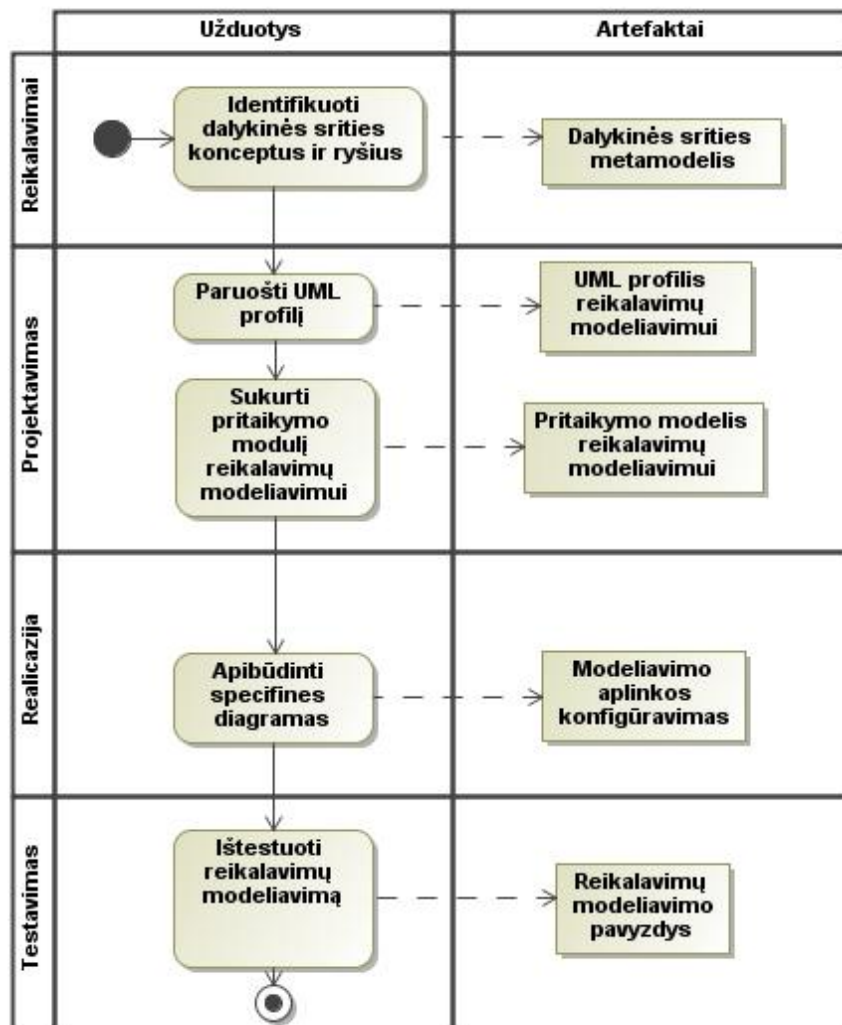 Užduotys
Artefaktai
Reikalavimai
Identifikuoti
dalykinės srities
konceptus ir ryšius
Dalykinės srities
metamodelis
Projektavimas
Paruošti UML
profilį
UML profilis
reikalavimų
modeliavimui
Sukurti
pritaikymo
modulį
reikalavimų
modeliavimui
Pritaikymo modelis
reikalavimų
modeliavimui
Realicazija
Apibūdinti
specifines
diagramas
Modeliavimo
aplinkos
konfigūravimas
Testavimas
Ištestuoti
reikalavimų
modeliavimą
Reikalavimų
modeliavimo
pavyzdys